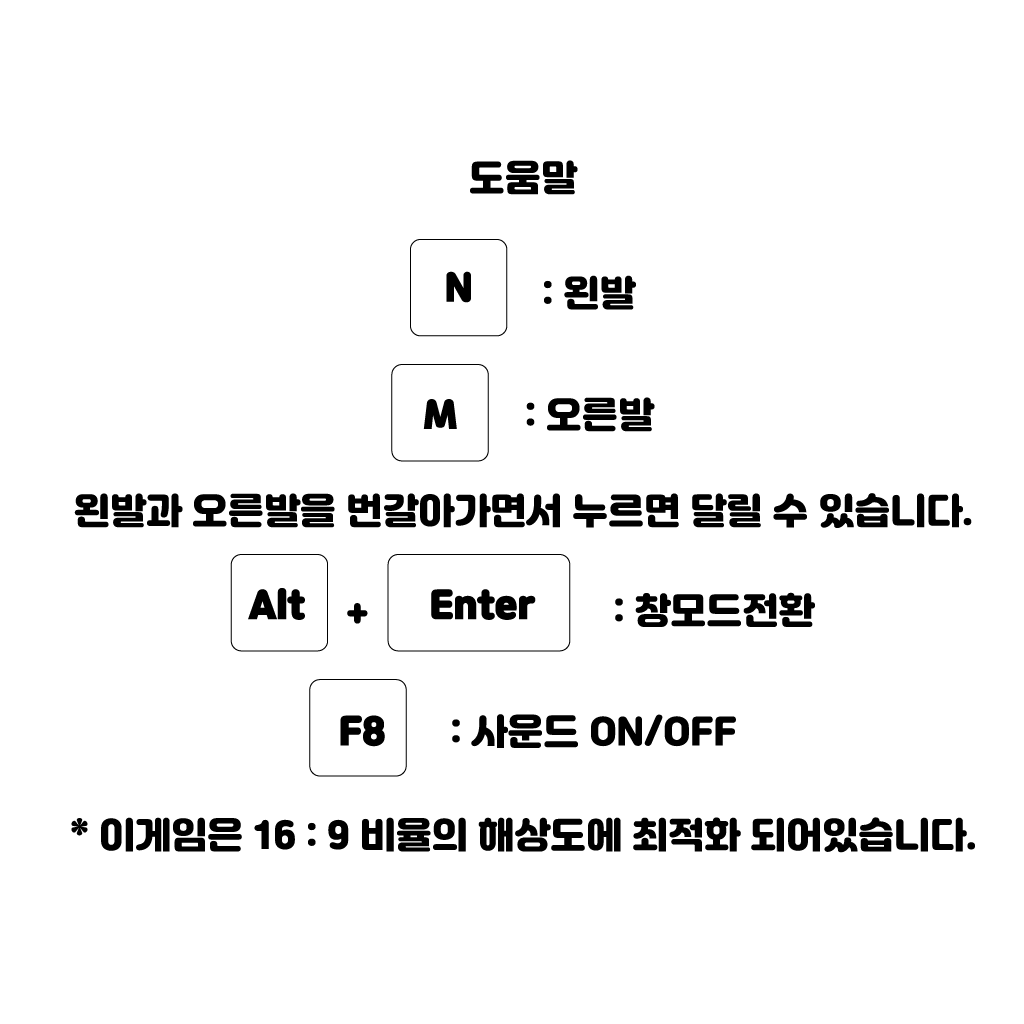 도움말
N : 왼발
M : 오른발
왼발과 오른발을 번갈아가면서 누르면 달릴 수 있습니다.
Alt + Enter : 창모드전환
F8 : 사운드 ON/OFF
* 이게임은 16 : 9 비율의 해상도에 최적화 되어있습니다.